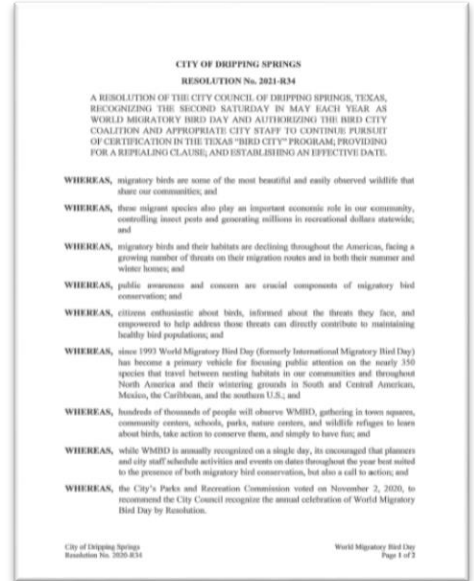 CITY OF DRIPPING SPRINGS
RESOLUTION No. 2021-R34
A RESOLUTION OF THE CITY COUNCIL OF DRIPPING SPRINGS, TEXAS,
RECOGNIZING THE SECOND SATURDAY IN MAY EACH YEAR AS
WORLD MIGRATORY BIRD DAY AND AUTHORIZING THE BIRD CITY
COALITION AND APPROPRIATE CITY STAFF TO CONTINUE PURSUIT
OF CERTIFICATION IN THE TEXAS "BIRD CITY" PROGRAM; PROVIDING
FOR A REPEALING CLAUSE; AND ESTABLISHING AN EFFECTIVE DATE.
WHEREAS, migratory birds are some of the most beautiful and easily observed wildlife that
share our communities; and
WHEREAS, these migrant species also play an important economic role in our community,
controlling insect pests and generating millions in recreational dollars statewide;
and
WHEREAS, migratory birds and their habitats are declining throughout the Americas, facing a
growing number of threats on their migration routes and in both their summer and
winter homes; and
WHEREAS, public awareness and concern are crucial components of migratory bird
conservation; and
WHEREAS, citizens enthusiastic about birds, informed about the threats they face, and
empowered to help address those threats can directly contribute to maintaining
healthy bird populations; and
WHEREAS, since 1993 World Migratory Bird Day (formerly International Migratory Bird Day)
has become a primary vehicle for focusing public attention on the nearly 350
species that travel between nesting habitats in our communities and throughout
North America and their wintering grounds in South and Central American,
Mexico, the Caribbean, and the southern U.S.; and
WHEREAS, hundreds of thousands of people will observe WMBD, gathering in town squares,
community centers, schools, parks, nature centers, and wildlife refuges to learn
about birds, take action to conserve them, and simply to have fun; and
WHEREAS, while WMBD is annually recognized on a single day, its encouraged that planners
and city staff schedule activities and events on dates throughout the year best suited
to the presence of both migratory bird conservation, but also a call to action; and
WHEREAS, the City's Parks and Recreation Commission voted on November 2, 2020, to
recommend the City Council recognize the annual celebration of World Migratory
Bird Day by Resolution.
City of Dripping Springs
Resolution No. 2020-R34
World Migratory Bird Day
Page 1 of 2